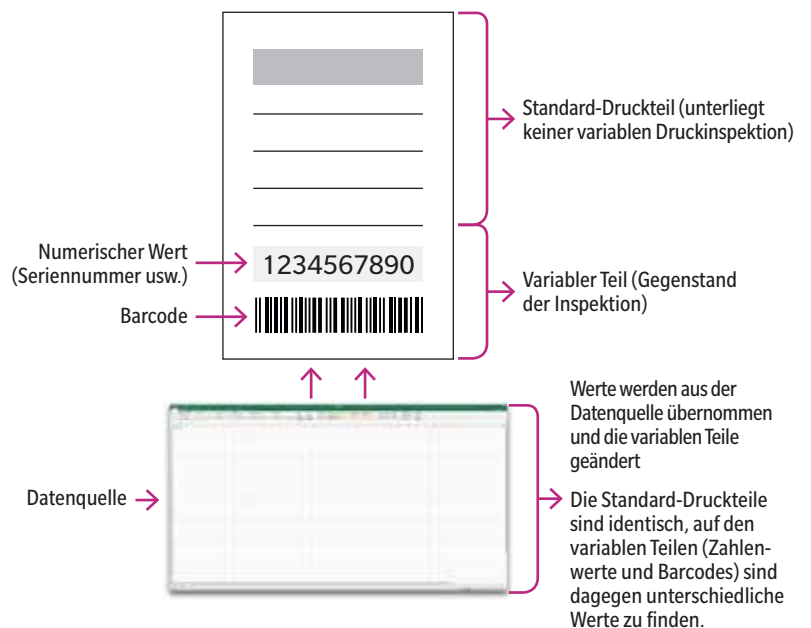 Standard-Druckteil (unterliegt
keiner variablen Druckinspektion)
Numerischer Wert
(Seriennummer usw.)
1234567890
Barcode
Variabler Teil (Gegenstand
der Inspektion)
Datenquelle
Werte werden aus der
Datenquelle übernommen
und die variablen Teile
geändert
Die Standard-Druckteile
sind identisch, auf den
variablen Teilen (Zahlen-
werte und Barcodes) sind
dagegen unterschiedliche
Werte zu finden.